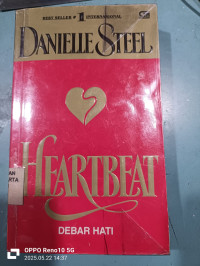 BEST SELLER #1 INTERNASIONAL
DANIELLE STEEL
HEARTBEAT
DEBAR HATI
OPPO Reno10 5G
2025.05.22 14:37